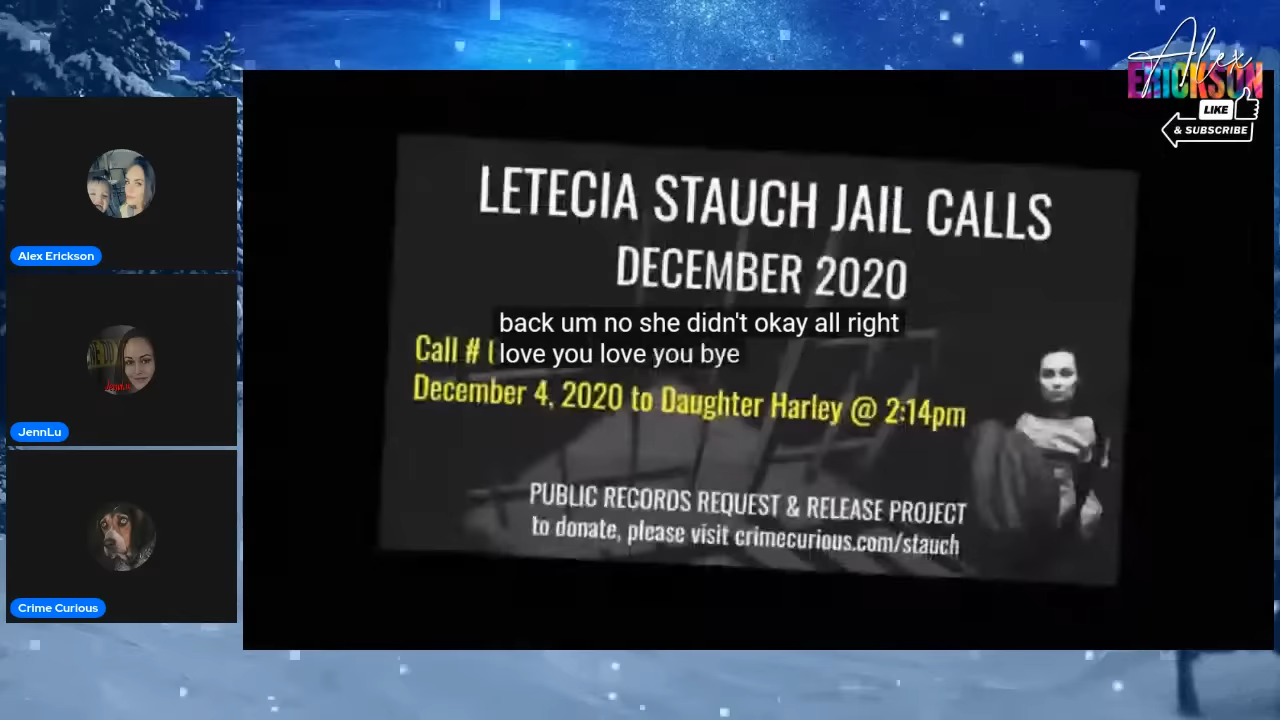 Alex
ERICKSON
LIKE
& SUBSCRIBE
Alex Erickson
JennLu
Crime Curious
LETECIA STAUCH JAIL CALLS
DECEMBER 2020
back um no she didn't okay all right
love you love you bye
Call #
December 4, 2020 to Daughter Harley @ 2:14pm
PUBLIC RECORDS REQUEST & RELEASE PROJECT
to donate, please visit crimecurious.com/stauch